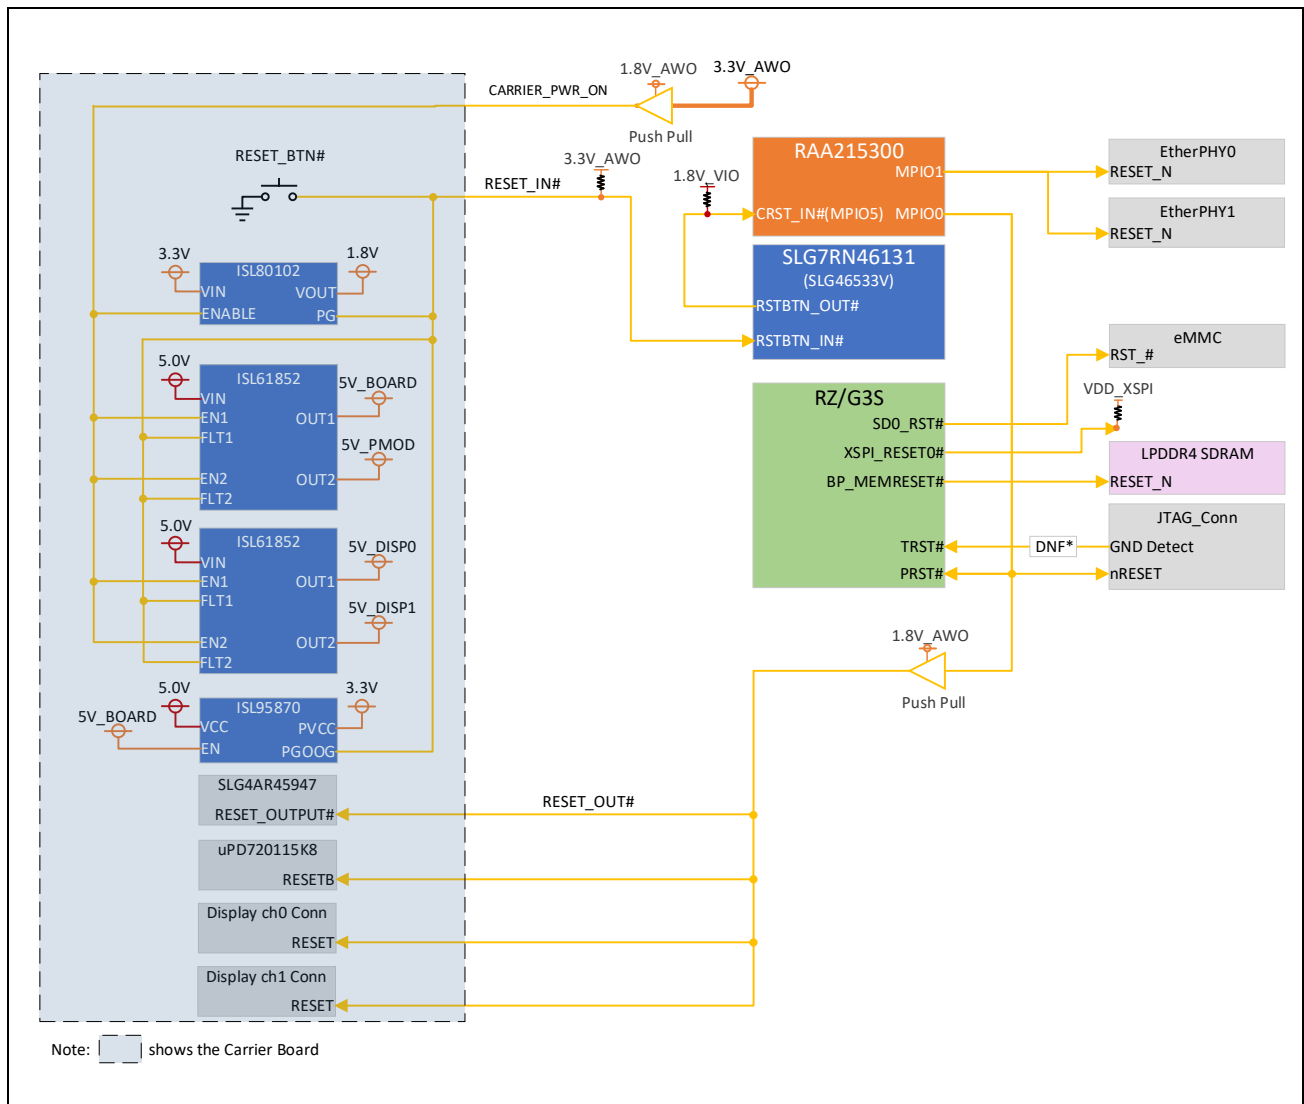 1.8V_AWO
3.3V_AWO
CARRIER_PWR_ON
Push Pull
RESET_BTN#
3.3V_AWO
RESET_IN#
1.8V_VIO
RAA215300
MPIO1
CRST_IN#(MPIO5) MPIO0
SLG7RN46131
(SLG46533V)
RSTBTN_OUT#
RSTBTN_IN#
EtherPHY0
RESET_N
EtherPHY1
RESET_N
3.3V
ISL80102
1.8V
VIN
VOUT
ENABLE
PG
5.0V
ISL61852
5V_BOARD
VIN
EN1
OUT1
FLT1
5V_PMOD
EN2
OUT2
FLT2
5.0V
ISL61852
5V_DISP0
VIN
EN1
OUT1
FLT1
5V_DISP1
EN2
OUT2
FLT2
5.0V
ISL95870
3.3V
5V_BOARD
VCC
PVCC
EN
PGOOG
RZ/G3S
SD0_RST#
XSPI_RESET0#
BP_MEMRESET#
TRST#
PRST#
eMMC
RST_#
VDD_XSPI
LPDDR4 SDRAM
RESET_N
JTAG_Conn
DNF*
GND Detect
nRESET
1.8V_AWO
Push Pull
SLG4AR45947
RESET_OUTPUT#
RESET_OUT#
uPD720115K8
RESETB
Display ch0 Conn
RESET
Display ch1 Conn
RESET
Note: shows the Carrier Board